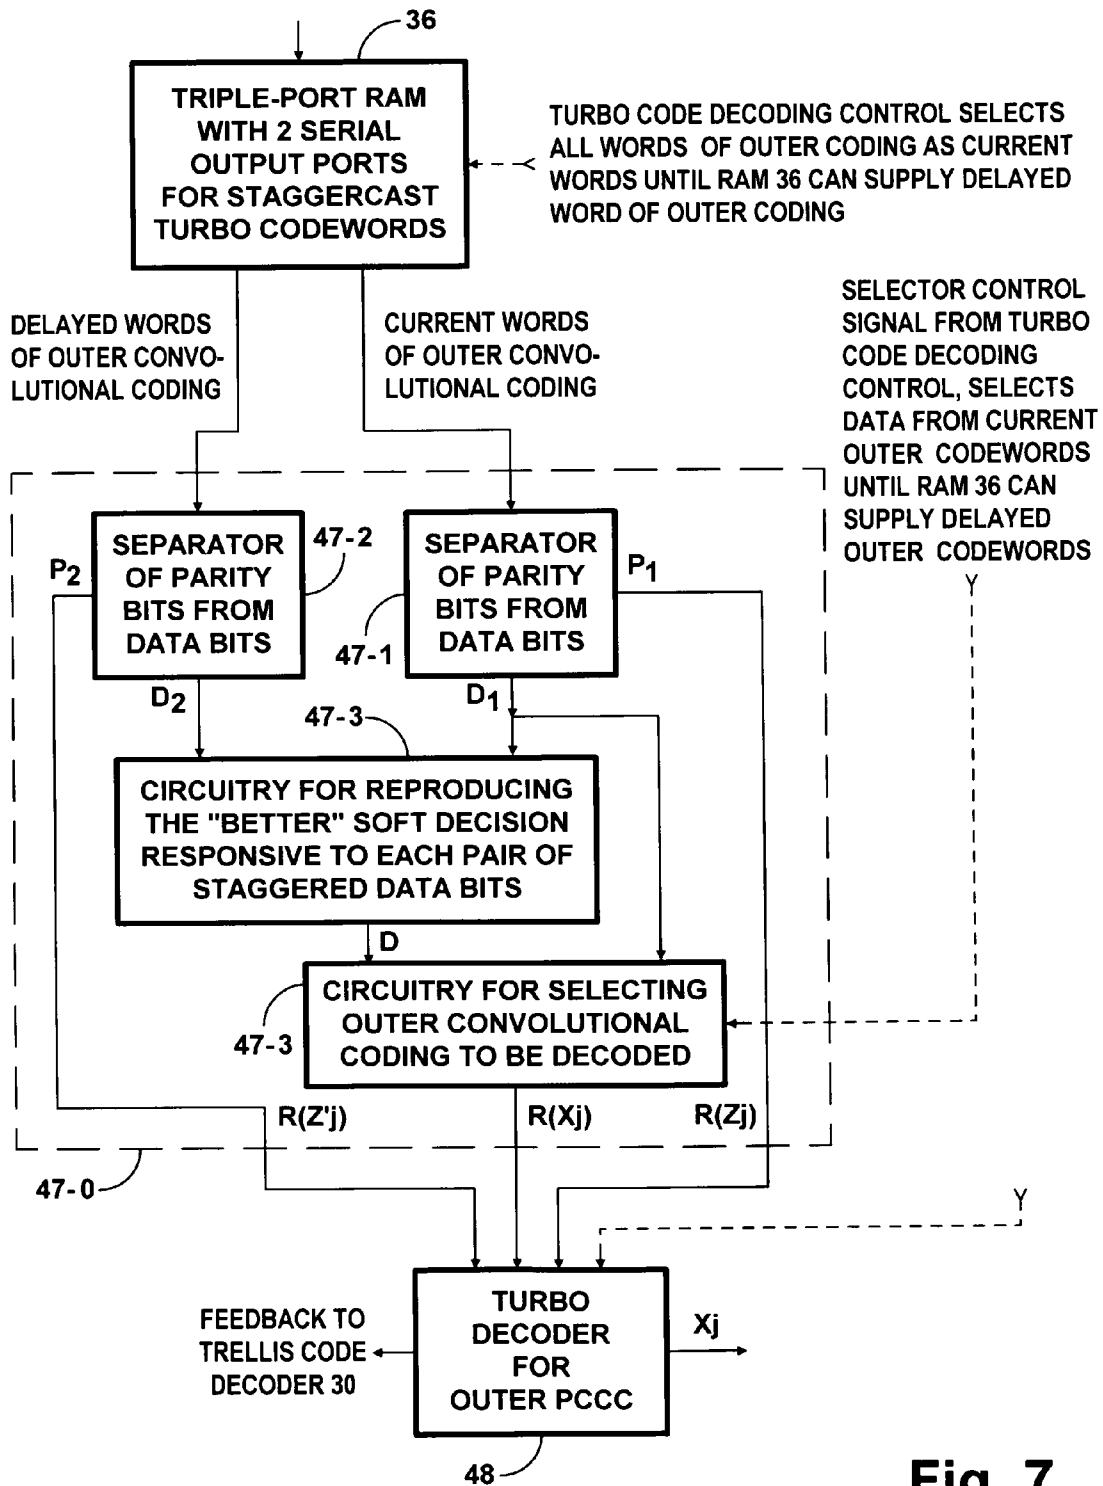 36
TRIPLE-PORT RAM
WITH 2 SERIAL
OUTPUT PORTS
FOR STAGGERCAST
TURBO CODEWORDS
TURBO CODE DECODING CONTROL SELECTS
ALL WORDS OF OUTER CODING AS CURRENT
WORDS UNTIL RAM 36 CAN SUPPLY DELAYED
WORD OF OUTER CODING
DELAYED WORDS
OF OUTER CONVO-
LUTIONAL CODING
CURRENT WORDS
OF OUTER CONVO-
LUTIONAL CODING
SELECTOR CONTROL
SIGNAL FROM TURBO
CODE DECODING
CONTROL, SELECTS
DATA FROM CURRENT
OUTER CODEWORDS
UNTIL RAM 36 CAN
SUPPLY DELAYED
OUTER CODEWORDS
P2
SEPARATOR
OF PARITY
BITS FROM
DATA BITS
47-2
47-1
SEPARATOR
OF PARITY
BITS FROM
DATA BITS
P1
D2
D1
47-3
CIRCUITRY FOR REPRODUCING
THE "BETTER" SOFT DECISION
RESPONSIVE TO EACH PAIR OF
STAGGERED DATA BITS
D
CIRCUITRY FOR SELECTING
OUTER CONVOLUTIONAL
CODING TO BE DECODED
47-3
R(Z'j)
R(Xj)
R(Zj)
47-0
TURBO
DECODER
FOR
OUTER PCCC
FEEDBACK TO
TRELLIS CODE
DECODER 30
Xj
48
Fig. 7